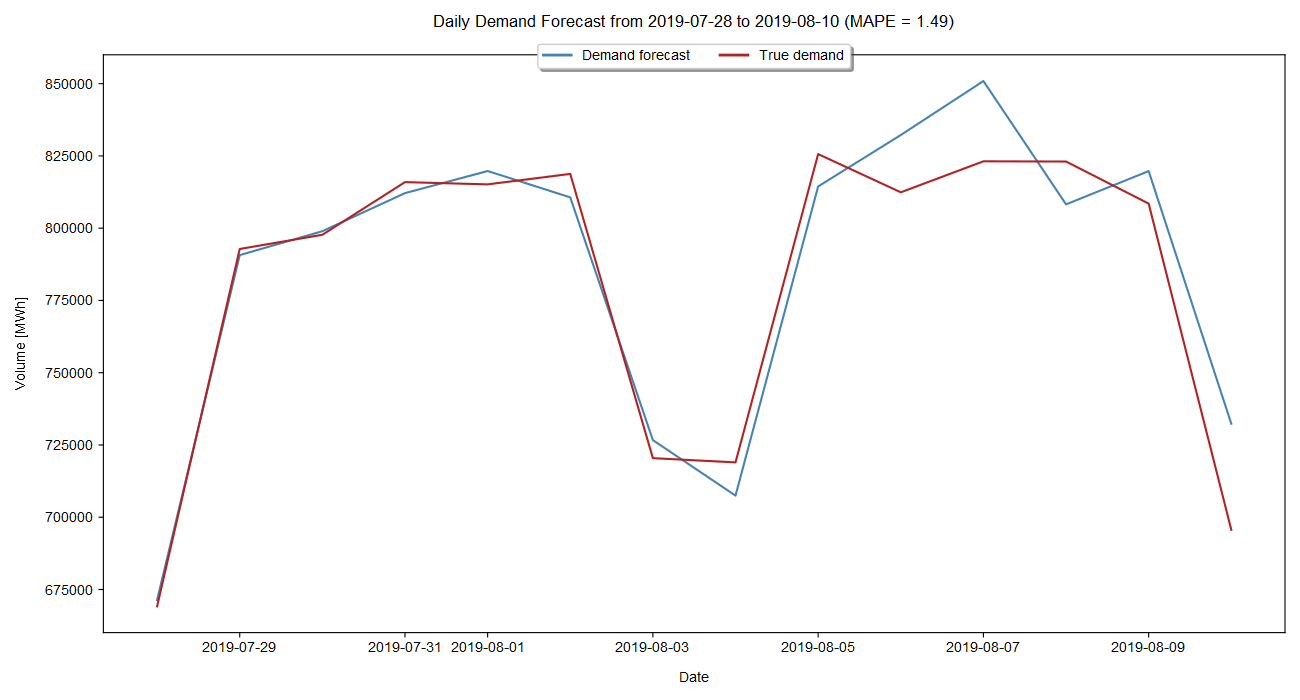 Daily Demand Forecast from 2019-07-28 to 2019-08-10 (MAPE = 1.49)
Demand forecast True demand
850000
825000
800000
775000
750000
725000
700000
675000
Volume [MWh]
2019-07-29 2019-07-31 2019-08-01 2019-08-03 2019-08-05 2019-08-07 2019-08-09
Date